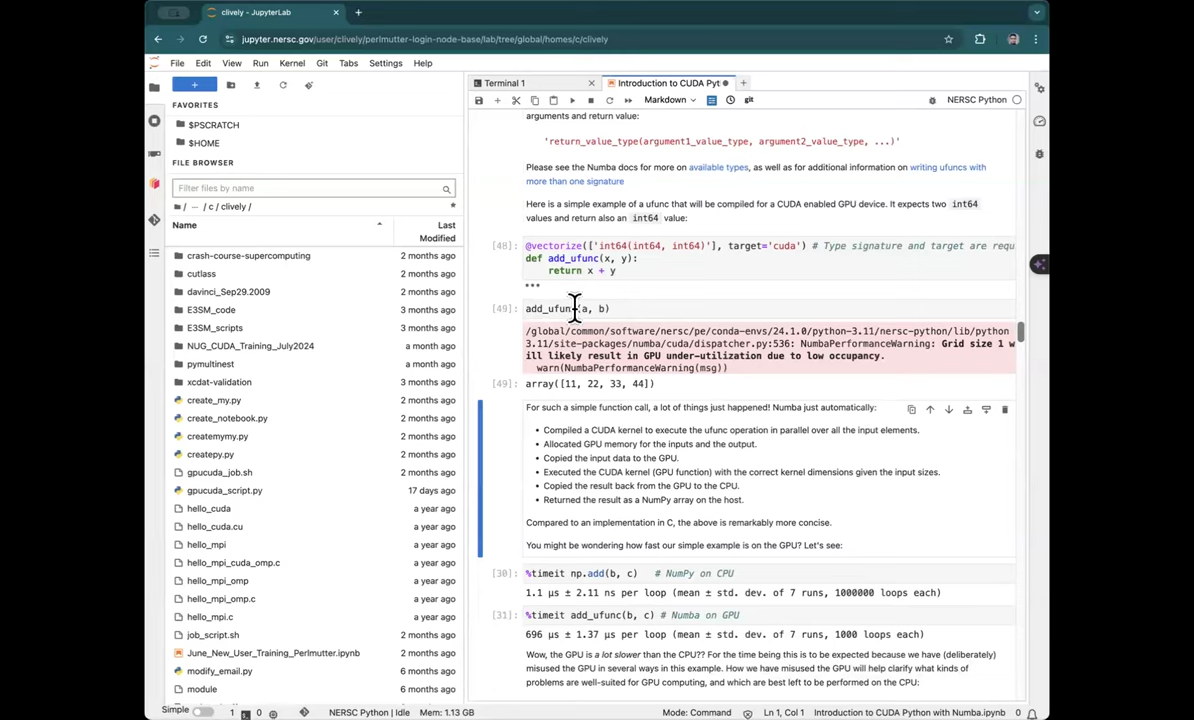 clively - JupyterLab
jupyter.nersc.gov/user/clively/perlmutter-login-node-base/lab/tree/global/homes/c/clively
File Edit View Run Kernel Git Tabs Settings Help
FAVORITES
$PSCRATCH
$HOME
FILE BROWSER
Filter files by name
/ ··· / c / clively /
Name Last Modified
crash-course-supercomputing 2 months ago
cutlass 2 months ago
davinci_Sep29.2009 2 months ago
E3SM_code 2 months ago
E3SM_scripts 2 months ago
NUG_CUDA_Training_July2024 a month ago
pymultinest 2 months ago
xcdat-validation 3 months ago
create_my.py 2 months ago
create_notebook.py 2 months ago
createmymy.py 2 months ago
createpy.py 2 months ago
gpucuda_job.sh 2 months ago
gpucuda_script.py 17 days ago
hello_cuda a year ago
hello_cuda.cu a year ago
hello_mpi a year ago
hello_mpi_cuda_omp.c a year ago
hello_mpi_omp a year ago
hello_mpi_omp.c a year ago
hello_mpi.c a year ago
job_script.sh 2 months ago
June_New_User_Training_Perlmutter.ipynb 2 months ago
modify_email.py 6 months ago
module 6 months ago
Terminal 1
Introduction to CUDA Pyt
Markdown
git
NERSC Python
arguments and return value:
'return_value_type(argument1_value_type, argument2_value_type, ...)'
Please see the Numba docs for more on available types, as well as for additional information on writing ufuncs with
more than one signature
Here is a simple example of a ufunc that will be compiled for a CUDA enabled GPU device. It expects two int64
values and return also an int64 value:
[48]: @vectorize(['int64(int64, int64)'], target='cuda') # Type signature and target are requ
def add_ufunc(x, y):
return x + y
•••
[49]: add_ufunc(a, b)
/global/common/software/nersc/pe/conda-envs/24.1.0/python-3.11/nersc-python/lib/python
3.11/site-packages/numba/cuda/dispatcher.py:536: NumbaPerformanceWarning: Grid size 1 w
ill likely result in GPU under-utilization due to low occupancy.
warn(NumbaPerformanceWarning(msg))
[49]: array([11, 22, 33, 44])
For such a simple function call, a lot of things just happened! Numba just automatically:
• Compiled a CUDA kernel to execute the ufunc operation in parallel over all the input elements.
• Allocated GPU memory for the inputs and the output.
• Copied the input data to the GPU.
• Executed the CUDA kernel (GPU function) with the correct kernel dimensions given the input sizes.
• Copied the result back from the GPU to the CPU.
• Returned the result as a NumPy array on the host.
Compared to an implementation in C, the above is remarkably more concise.
You might be wondering how fast our simple example is on the GPU? Let's see:
[30]: %timeit np.add(b, c) # NumPy on CPU
1.1 µs ± 2.11 ns per loop (mean ± std. dev. of 7 runs, 1000000 loops each)
[31]: %timeit add_ufunc(b, c) # Numba on GPU
696 µs ± 1.37 µs per loop (mean ± std. dev. of 7 runs, 1000 loops each)
Wow, the GPU is a lot slower than the CPU?? For the time being this is to be expected because we have (deliberately)
misused the GPU in several ways in this example. How we have misused the GPU will help clarify what kinds of
problems are well-suited for GPU computing, and which are best left to be performed on the CPU:
Simple 1 0 NERSC Python | Idle Mem: 1.13 GB Mode: Command Ln 1, Col 1 Introduction to CUDA Python with Numba.ipynb 0